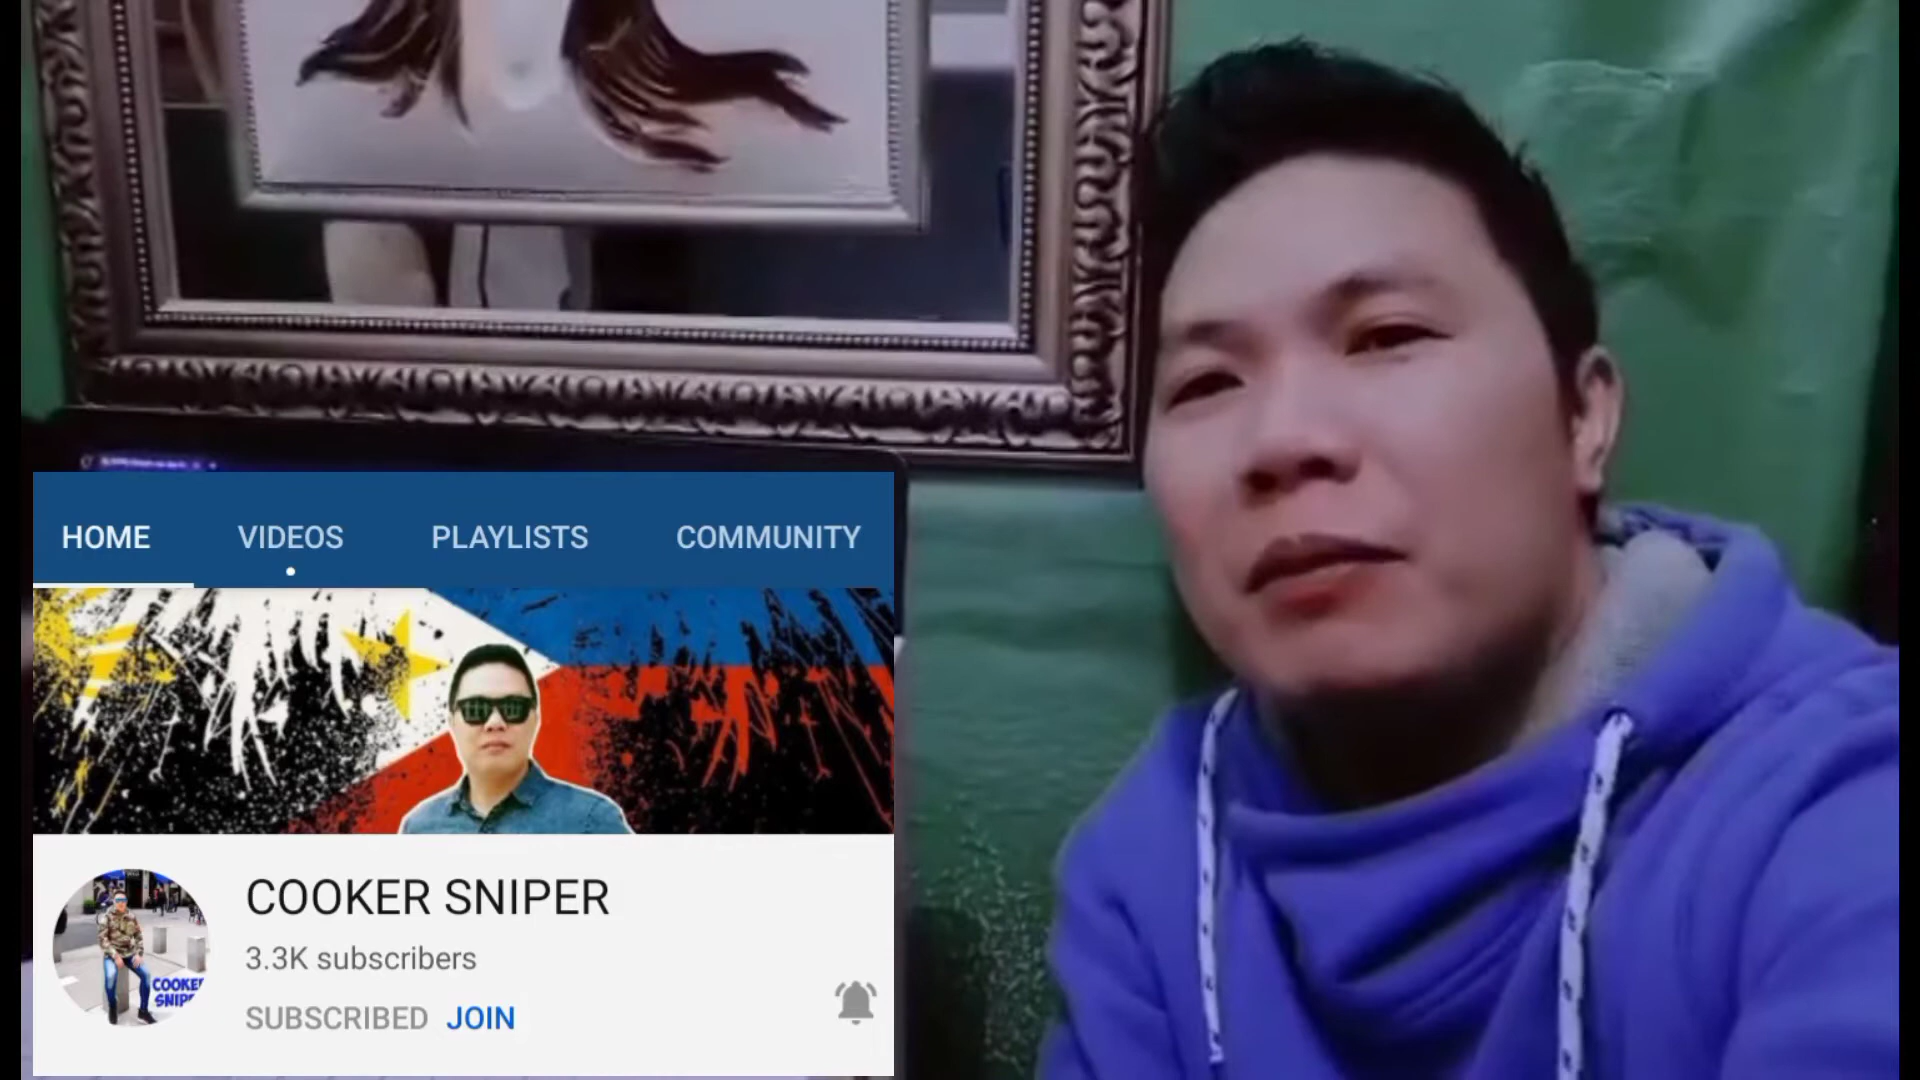 HOME VIDEOS PLAYLISTS COMMUNITY
COOKER SNIPER
3.3K subscribers
SUBSCRIBED JOIN